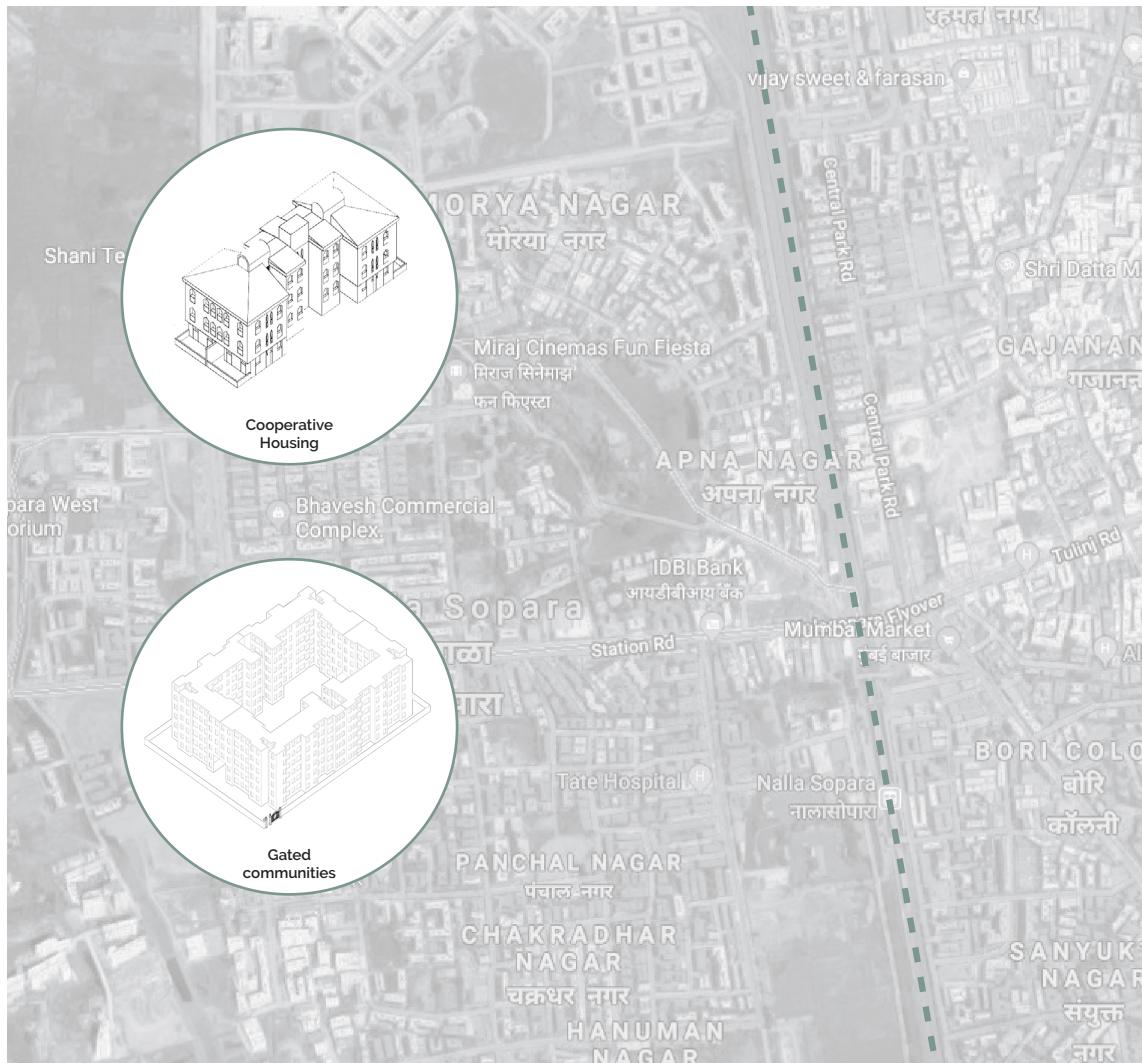 रहमत नगर
vijay sweet & farasan
Central Park Rd
MORYA NAGAR
मोरया नगर
Shani Te
Shri Datta M
Miraj Cinemas Fun Fiesta
मिराज सिनेमाझ
फन फिएस्टा
GAJANAN
गजानन
Cooperative
Housing
Central Park Rd
APNA NAGAR
अपना नगर
para West
orium
Bhavesh Commercial
Complex.
Tulinj Rd
IDBI Bank
आयडीबीआय बँक
a Sopara
ळा
पारा
Station Rd
Flyover
Mumbai Market
मुंबई बाजार
Al
BORI COLO
बोरि
कॉलनी
Tate Hospital
Nalla Sopara
नालासोपारा
Gated
communities
PANCHAL NAGAR
पंचाल नगर
CHAKRADHAR
NAGAR
चक्रधर नगर
SANYUK
NAGAR
संयुक्त
नगर
HANUMAN
NAGAR